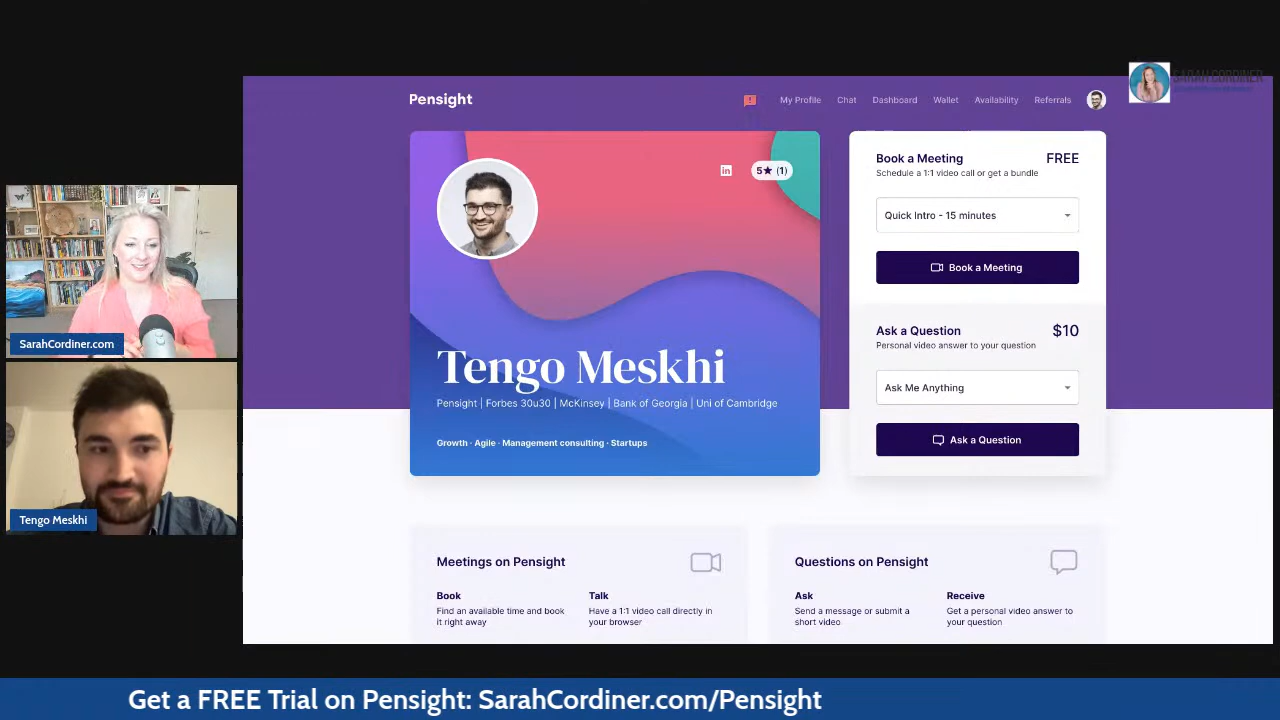 SARAH CORDINER
Pensight
My Profile
Chat
Dashboard
Wallet
Availability
Referrals
5★ (1)
in
Tengo Meskhi
Pensight | Forbes 30u30 | McKinsey | Bank of Georgia | Uni of Cambridge
Growth · Agile · Management consulting · Startups
Book a Meeting
FREE
Schedule a 1:1 video call or get a bundle
Quick Intro - 15 minutes
Book a Meeting
Ask a Question
$10
Personal video answer to your question
Ask Me Anything
Ask a Question
SarahCordiner.com
Tengo Meskhi
Meetings on Pensight
Book
Find an available time and book
it right away
Talk
Have a 1:1 video call directly in
your browser
Questions on Pensight
Ask
Send a message or submit a
short video
Receive
Get a personal video answer to
your question
Get a FREE Trial on Pensight: SarahCordiner.com/Pensight